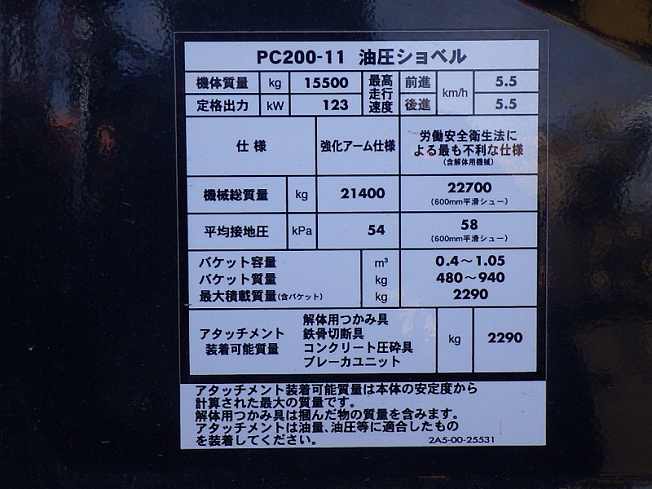 PC200-11 油圧ショベル
機体質量 kg 15500 最高走行速度 前進 km/h 5.5
定格出力 kW 123 後進 5.5
仕様 強化アーム仕様 労働安全衛生法に
よる最も不利な仕様
(含解体用機械)
機械総質量 kg 21400 22700
(600mm平滑シュー)
平均接地圧 kPa 54 58
(600mm平滑シュー)
バケット容量 m³ 0.4〜1.05
バケット質量 kg 480〜940
最大積載質量(含バケット) kg 2290
アタッチメント
装着可能質量
解体用つかみ具
鉄骨切断具
コンクリート圧砕具
ブレーカユニット
kg 2290
アタッチメント装着可能質量は本体の安定度から
計算された最大の質量です。
解体用つかみ具は掴んだ物の質量を含みます。
アタッチメントは油量、油圧等に適合したもの
を装着してください。 2A5-00-25531